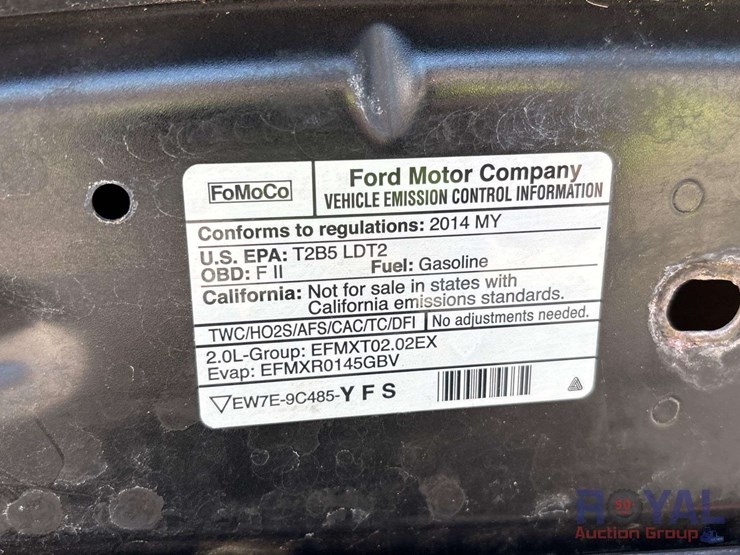 FoMoCo
Ford Motor Company
VEHICLE EMISSION CONTROL INFORMATION
Conforms to regulations: 2014 MY
U.S. EPA: T2B5 LDT2
OBD: F II Fuel: Gasoline
California: Not for sale in states with
California emissions standards.
TWC/HO2S/AFS/CAC/TC/DFI No adjustments needed.
2.0L-Group: EFMXT02.02EX
Evap: EFMXR0145GBV
EW7E-9C485-Y F S
ROYAL
Auction Group